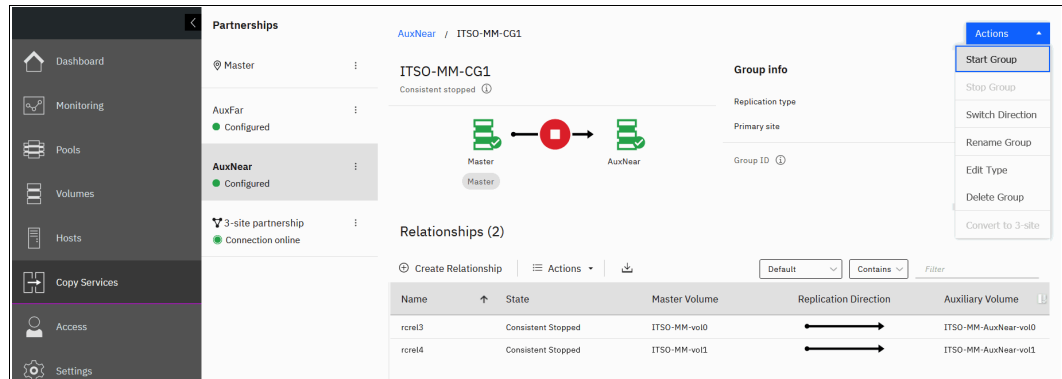 Partnerships
AuxNear / ITSO-MM-CG1
Actions
Dashboard
Monitoring
Pools
Volumes
Hosts
Copy Services
Access
Settings
Master
AuxFar
Configured
AuxNear
Configured
3-site partnership
Connection online
ITSO-MM-CG1
Consistent stopped
Master
AuxNear
Master
Group info
Replication type
Primary site
Group ID
Start Group
Stop Group
Switch Direction
Rename Group
Edit Type
Delete Group
Convert to 3-site
Relationships (2)
Create Relationship Actions Default Contains Filter
Name State Master Volume Replication Direction Auxiliary Volume
rcrel3 Consistent Stopped ITSO-MM-vol0 ITSO-MM-AuxNear-vol0
rcrel4 Consistent Stopped ITSO-MM-vol1 ITSO-MM-AuxNear-vol1